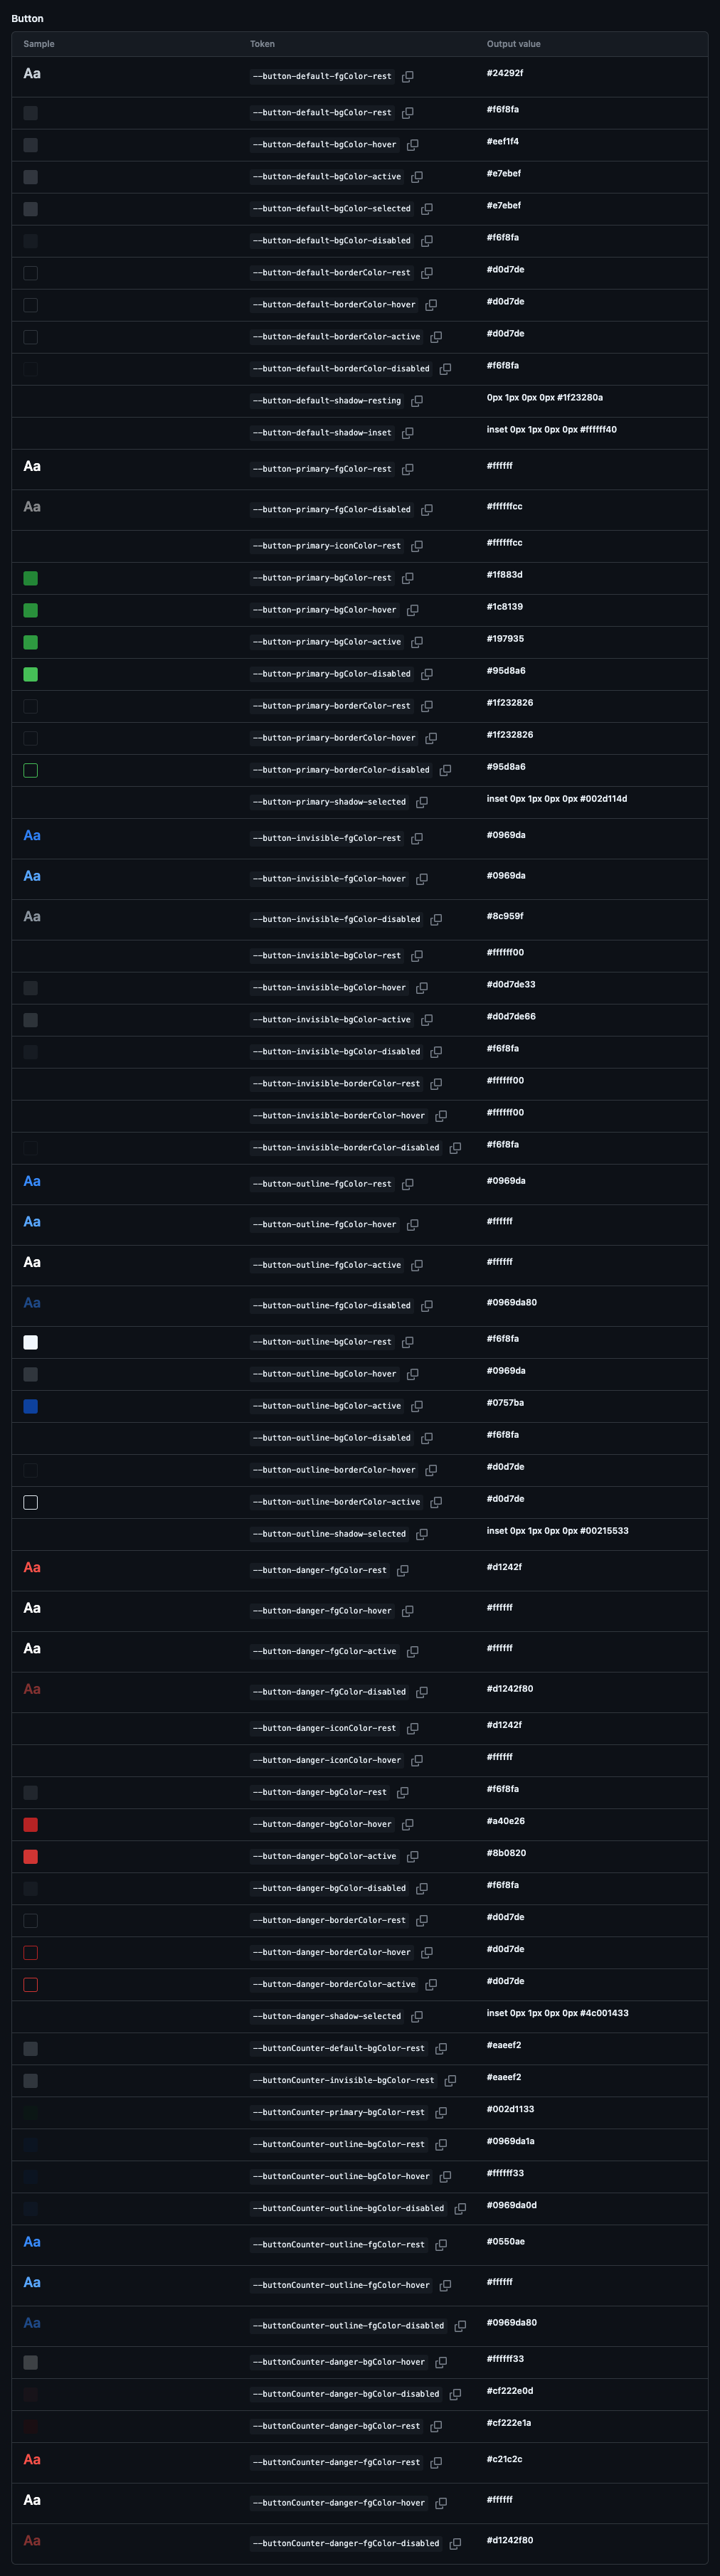 Button
Sample Token Output value
Aa --button-default-fgColor-rest #24292f
--button-default-bgColor-rest #f6f8fa
--button-default-bgColor-hover #eef1f4
--button-default-bgColor-active #e7ebef
--button-default-bgColor-selected #e7ebef
--button-default-bgColor-disabled #f6f8fa
--button-default-borderColor-rest #d0d7de
--button-default-borderColor-hover #d0d7de
--button-default-borderColor-active #d0d7de
--button-default-borderColor-disabled #f6f8fa
--button-default-shadow-resting 0px 1px 0px 0px #1f23280a
--button-default-shadow-inset inset 0px 1px 0px 0px #ffffff40
Aa --button-primary-fgColor-rest #ffffff
Aa --button-primary-fgColor-disabled #ffffffcc
--button-primary-iconColor-rest #ffffffcc
--button-primary-bgColor-rest #1f883d
--button-primary-bgColor-hover #1c8139
--button-primary-bgColor-active #197935
--button-primary-bgColor-disabled #95d8a6
--button-primary-borderColor-rest #1f232826
--button-primary-borderColor-hover #1f232826
--button-primary-borderColor-disabled #95d8a6
--button-primary-shadow-selected inset 0px 1px 0px 0px #002d114d
Aa --button-invisible-fgColor-rest #0969da
Aa --button-invisible-fgColor-hover #0969da
Aa --button-invisible-fgColor-disabled #8c959f
--button-invisible-bgColor-rest #ffffff00
--button-invisible-bgColor-hover #d0d7de33
--button-invisible-bgColor-active #d0d7de66
--button-invisible-bgColor-disabled #f6f8fa
--button-invisible-borderColor-rest #ffffff00
--button-invisible-borderColor-hover #ffffff00
--button-invisible-borderColor-disabled #f6f8fa
Aa --button-outline-fgColor-rest #0969da
Aa --button-outline-fgColor-hover #ffffff
Aa --button-outline-fgColor-active #ffffff
Aa --button-outline-fgColor-disabled #0969da80
--button-outline-bgColor-rest #f6f8fa
--button-outline-bgColor-hover #0969da
--button-outline-bgColor-active #0757ba
--button-outline-bgColor-disabled #f6f8fa
--button-outline-borderColor-hover #d0d7de
--button-outline-borderColor-active #d0d7de
--button-outline-shadow-selected inset 0px 1px 0px 0px #00215533
Aa --button-danger-fgColor-rest #d1242f
Aa --button-danger-fgColor-hover #ffffff
Aa --button-danger-fgColor-active #ffffff
Aa --button-danger-fgColor-disabled #d1242f80
--button-danger-iconColor-rest #d1242f
--button-danger-iconColor-hover #ffffff
--button-danger-bgColor-rest #f6f8fa
--button-danger-bgColor-hover #a40e26
--button-danger-bgColor-active #8b0820
--button-danger-bgColor-disabled #f6f8fa
--button-danger-borderColor-rest #d0d7de
--button-danger-borderColor-hover #d0d7de
--button-danger-borderColor-active #d0d7de
--button-danger-shadow-selected inset 0px 1px 0px 0px #4c001433
--buttonCounter-default-bgColor-rest #eaeef2
--buttonCounter-invisible-bgColor-rest #eaeef2
--buttonCounter-primary-bgColor-rest #002d1133
--buttonCounter-outline-bgColor-rest #0969da1a
--buttonCounter-outline-bgColor-hover #ffffff33
--buttonCounter-outline-bgColor-disabled #0969da0d
Aa --buttonCounter-outline-fgColor-rest #0550ae
Aa --buttonCounter-outline-fgColor-hover #ffffff
Aa --buttonCounter-outline-fgColor-disabled #0969da80
--buttonCounter-danger-bgColor-hover #ffffff33
--buttonCounter-danger-bgColor-disabled #cf222e0d
--buttonCounter-danger-bgColor-rest #cf222e1a
Aa --buttonCounter-danger-fgColor-rest #c21c2c
Aa --buttonCounter-danger-fgColor-hover #ffffff
Aa --buttonCounter-danger-fgColor-disabled #d1242f80